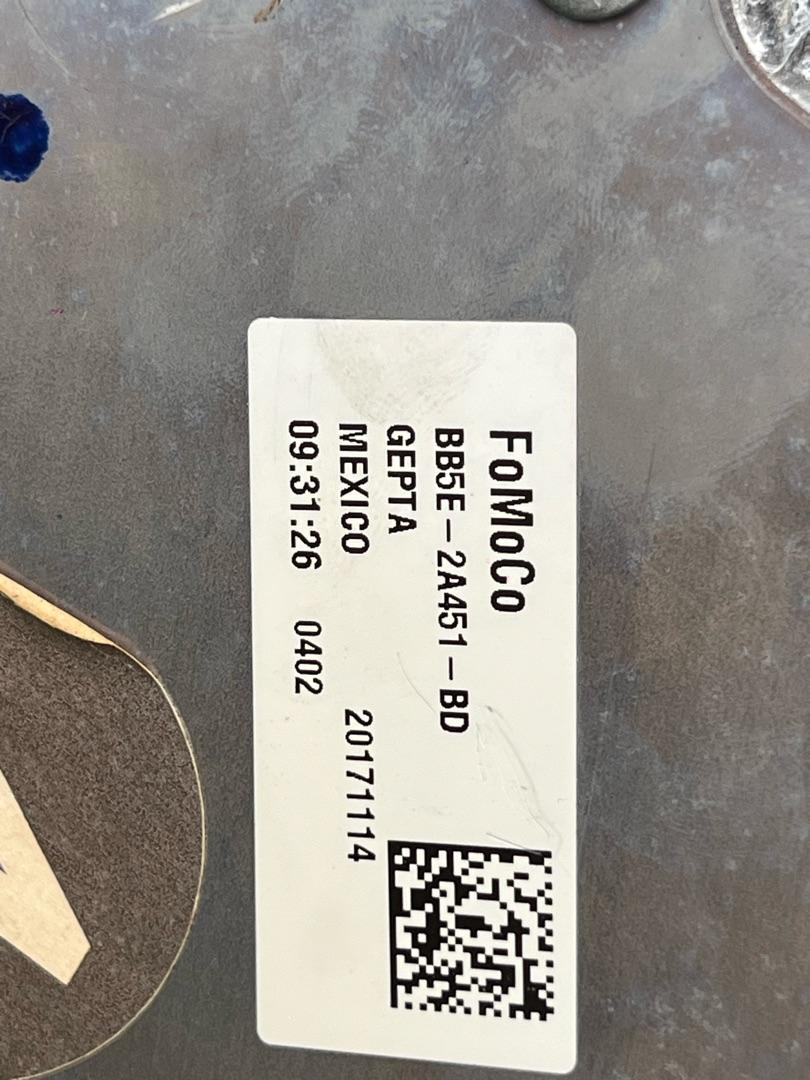 FoMoCo
BB5E-2A451-BD
GEPTA
MEXICO 20171114
09:31:26 0402